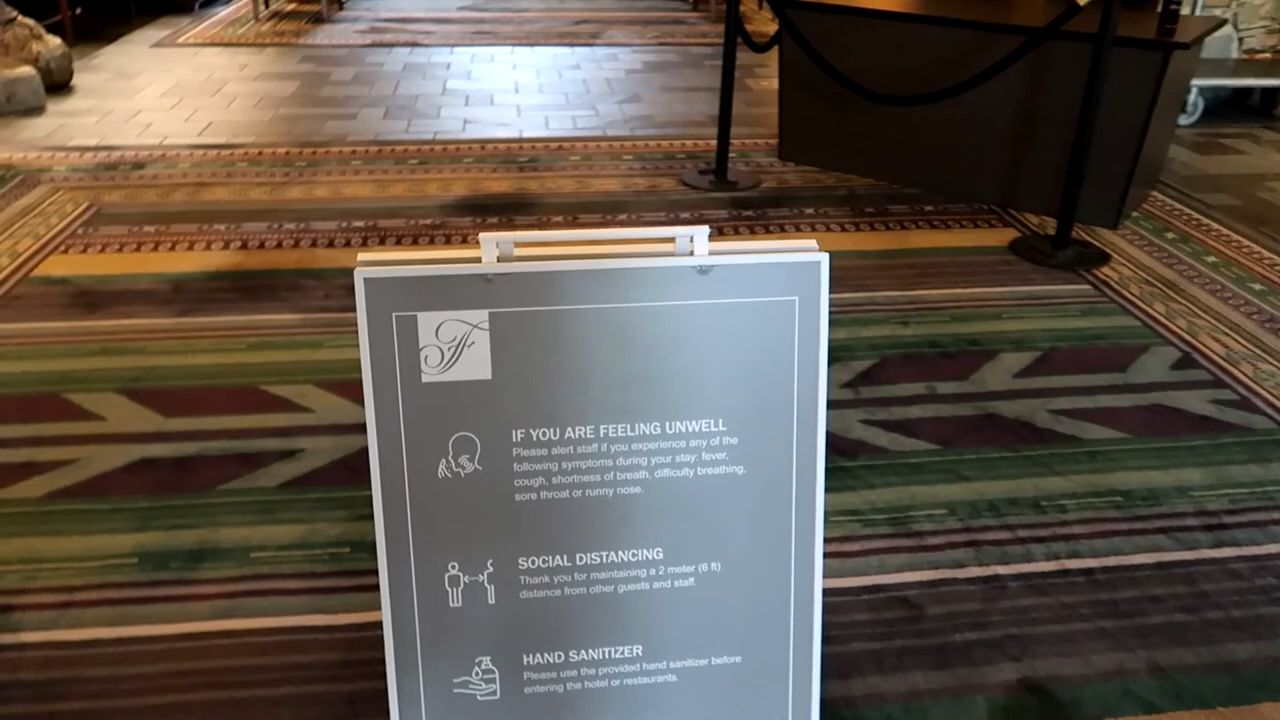 F
IF YOU ARE FEELING UNWELL
Please alert staff if you experience any of the
following symptoms during your stay: fever,
cough, shortness of breath, difficulty breathing,
sore throat or runny nose.
SOCIAL DISTANCING
Thank you for maintaining a 2 meter (6 ft)
distance from other guests and staff.
HAND SANITIZER
Please use the provided hand sanitizer before
entering the hotel or restaurants.